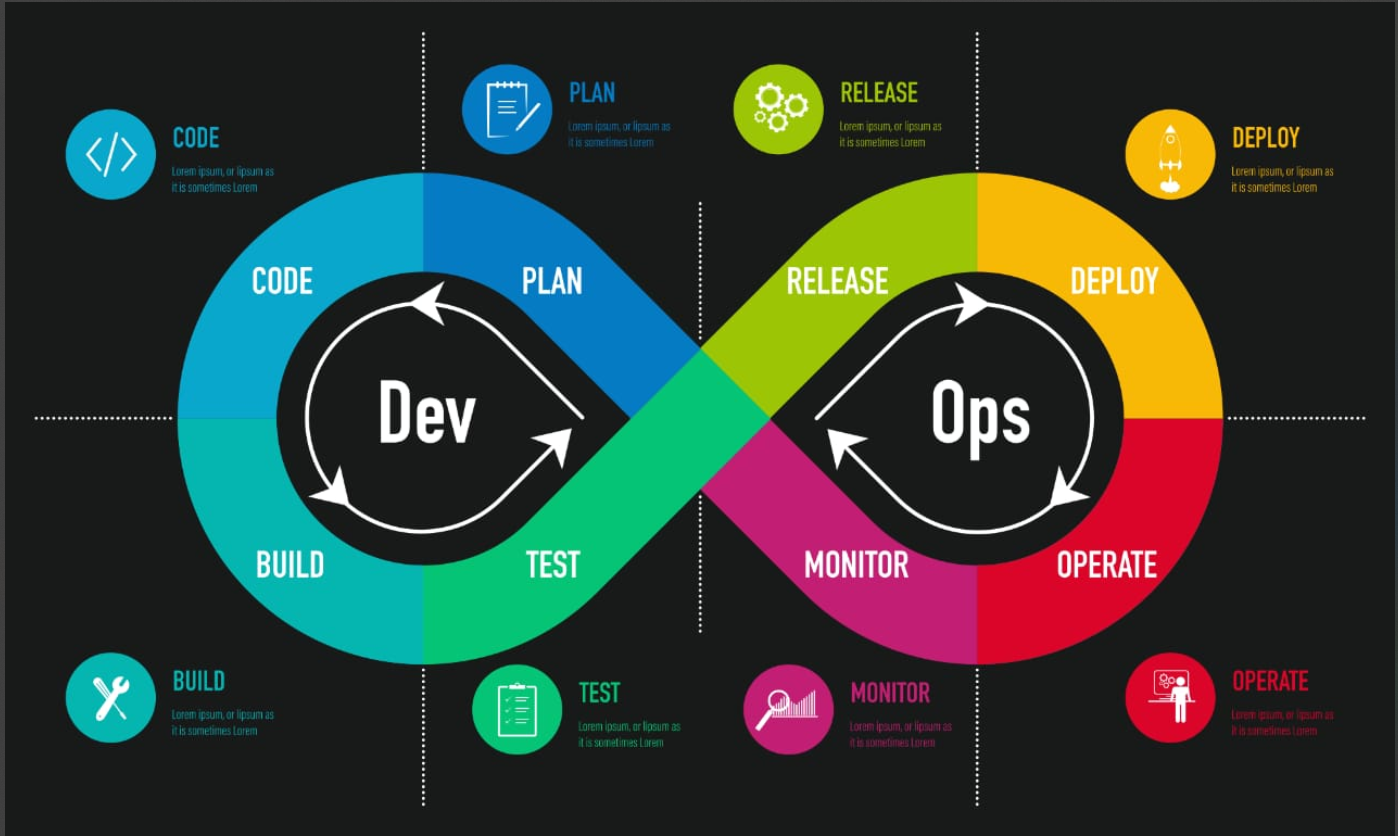 PLAN
Lorem ipsum, or lipsum as
it is sometimes Lorem
RELEASE
Lorem ipsum, or lipsum as
it is sometimes Lorem
CODE
Lorem ipsum, or lipsum as
it is sometimes Lorem
DEPLOY
Lorem ipsum, or lipsum as
it is sometimes Lorem
CODE
PLAN
RELEASE
DEPLOY
Dev
Ops
BUILD
TEST
MONITOR
OPERATE
BUILD
Lorem ipsum, or lipsum as
it is sometimes Lorem
TEST
Lorem ipsum, or lipsum as
it is sometimes Lorem
MONITOR
Lorem ipsum, or lipsum as
it is sometimes Lorem
OPERATE
Lorem ipsum, or lipsum as
it is sometimes Lorem